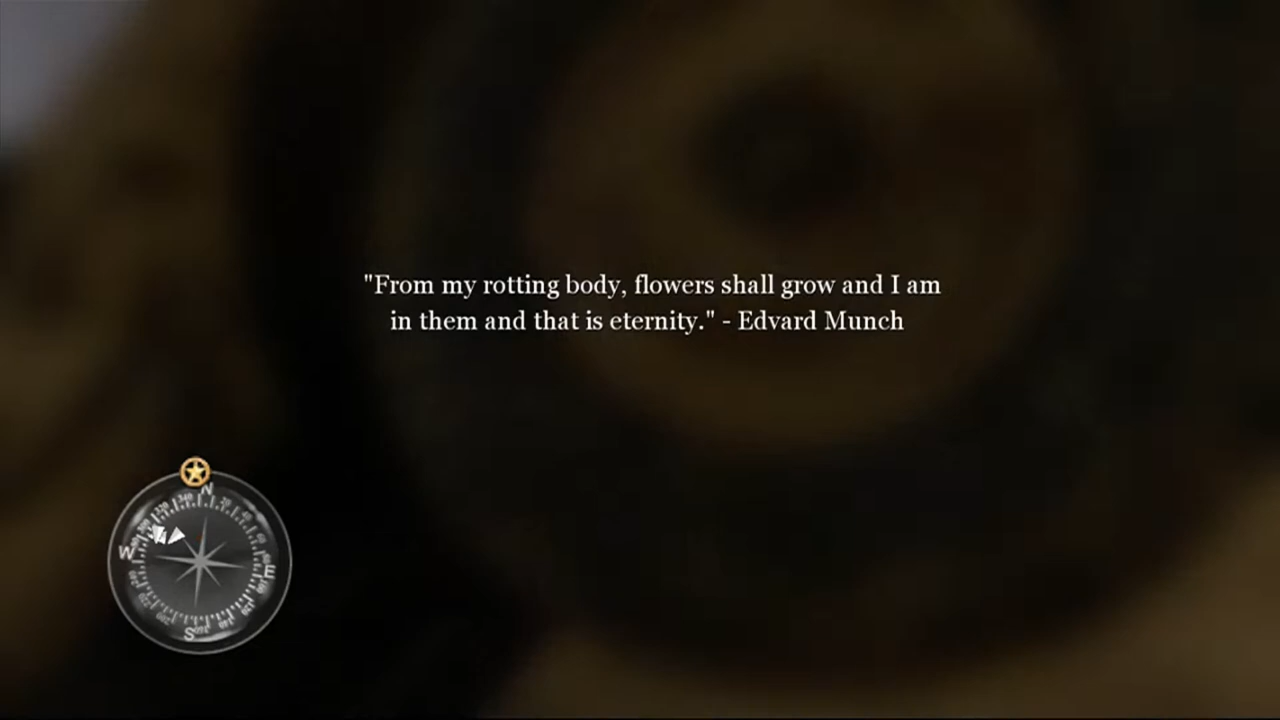 "From my rotting body, flowers shall grow and I am
in them and that is eternity." - Edvard Munch
N
W
E
S